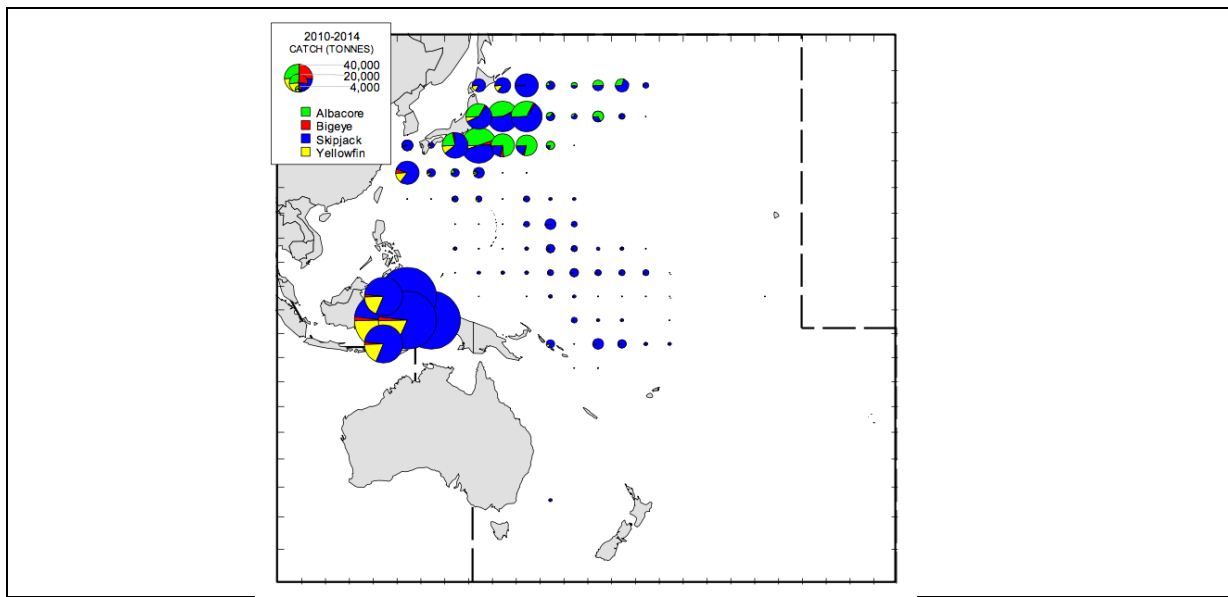 2010-2014
CATCH (TONNES)
40,000
20,000
4,000
Albacore
Bigeye
Skipjack
Yellowfin